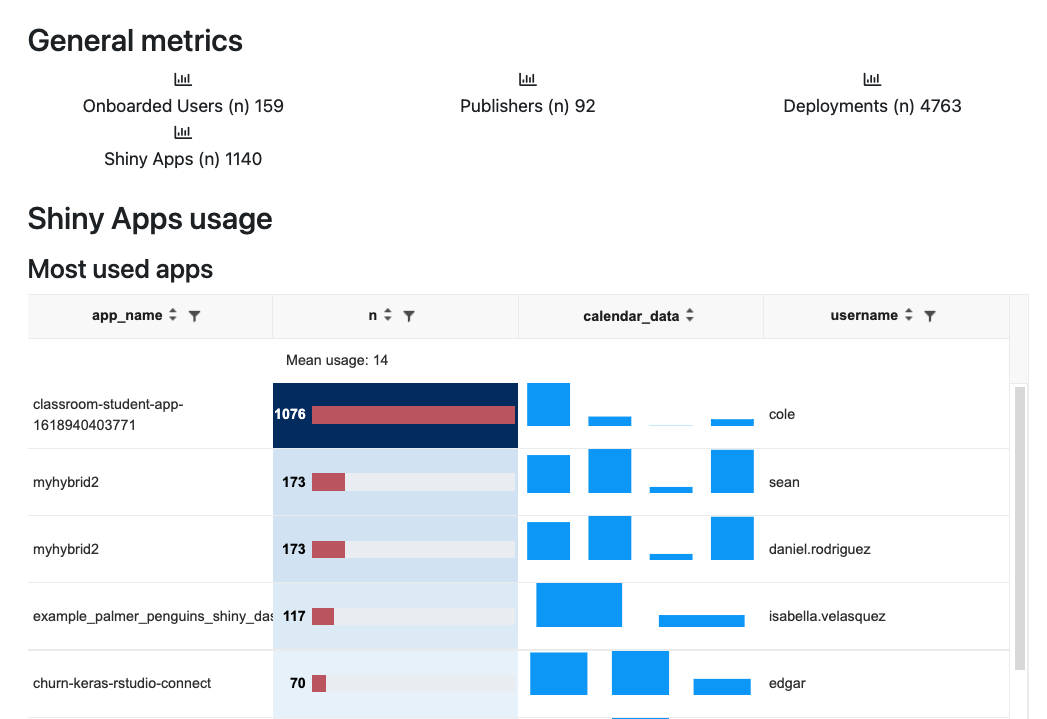 General metrics
Onboarded Users (n) 159
Publishers (n) 92
Deployments (n) 4763
Shiny Apps (n) 1140
Shiny Apps usage
Most used apps
app_name
n
calendar_data
username
Mean usage: 14
classroom-student-app-
1618940403771
1076
cole
myhybrid2
173
sean
myhybrid2
173
daniel.rodriguez
example_palmer_penguins_shiny_das
117
isabella.velasquez
churn-keras-rstudio-connect
70
edgar